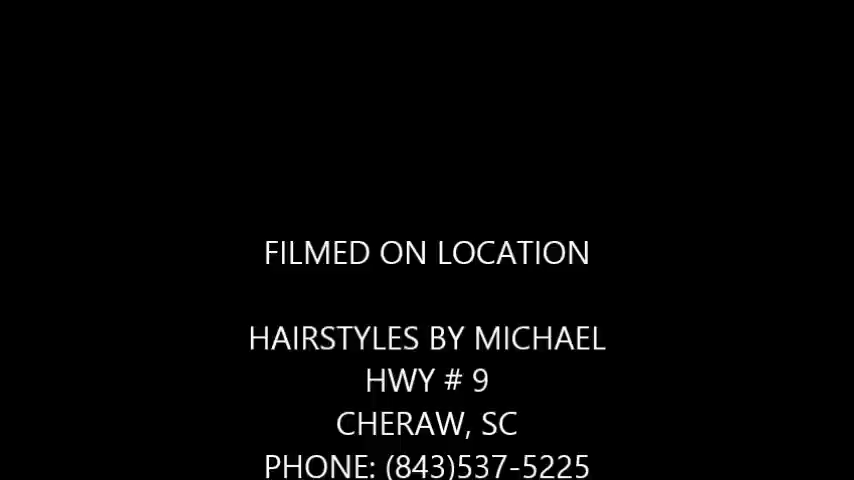 FILMED ON LOCATION
HAIRSTYLES BY MICHAEL
HWY # 9
CHERAW, SC
PHONE: (843)537-5225